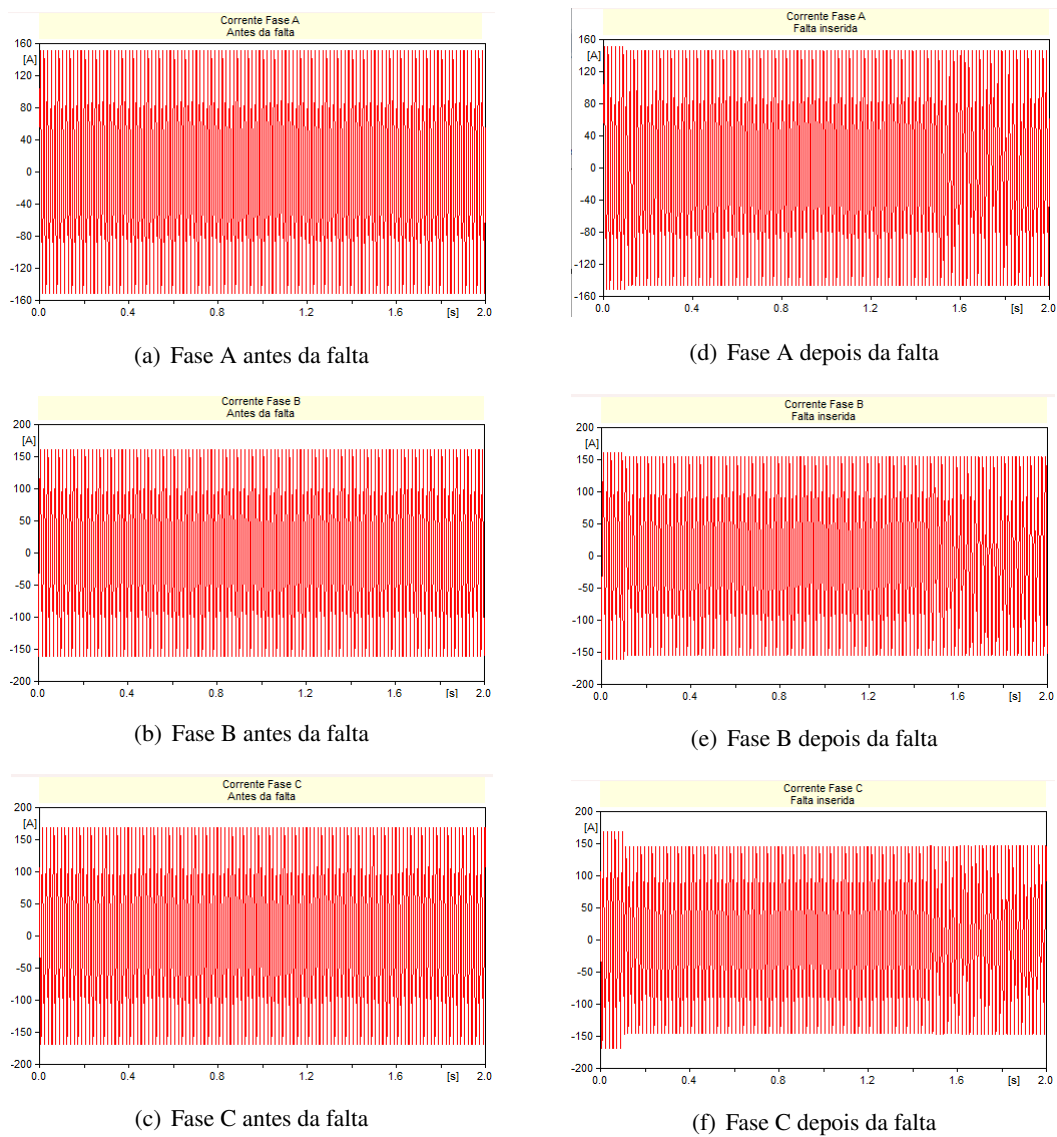 Corrente Fase A
Antes da falta
160
[A]
120
80
40
0
-40
-80
-120
-160
0.0 0.4 0.8 1.2 1.6 [s] 2.0
(a) Fase A antes da falta
Corrente Fase A
Falta inserida
160
[A]
120
80
40
0
-40
-80
-120
-160
0.0 0.4 0.8 1.2 1.6 [s] 2.0
(d) Fase A depois da falta
Corrente Fase B
Antes da falta
200
[A]
150
100
50
0
-50
-100
-150
-200
0.0 0.4 0.8 1.2 1.6 [s] 2.0
(b) Fase B antes da falta
Corrente Fase B
Falta inserida
200
[A]
150
100
50
0
-50
-100
-150
-200
0.0 0.4 0.8 1.2 1.6 [s] 2.0
(e) Fase B depois da falta
Corrente Fase C
Antes da falta
200
[A]
150
100
50
0
-50
-100
-150
-200
0.0 0.4 0.8 1.2 1.6 [s] 2.0
(c) Fase C antes da falta
Corrente Fase C
Falta inserida
200
[A]
150
100
50
0
-50
-100
-150
-200
0.0 0.4 0.8 1.2 1.6 [s] 2.0
(f) Fase C depois da falta